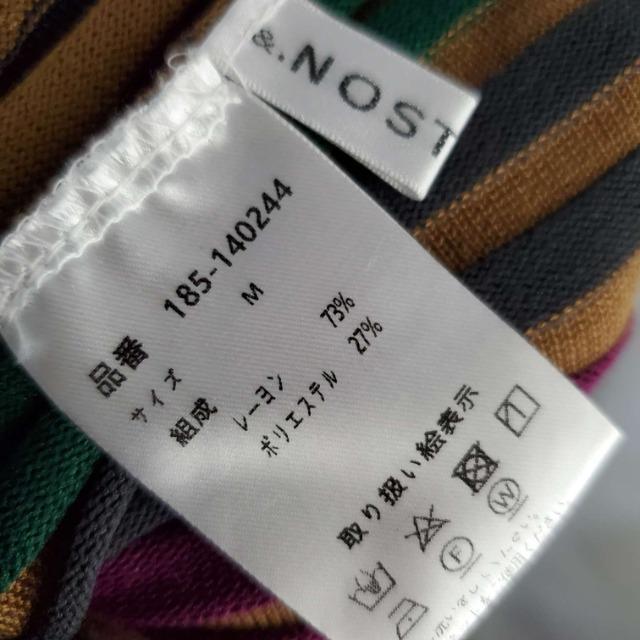 &.NOST
品番 185-140244
サイズ M
組成 レーヨン 73%
ポリエステル 27%
取り扱い絵表示